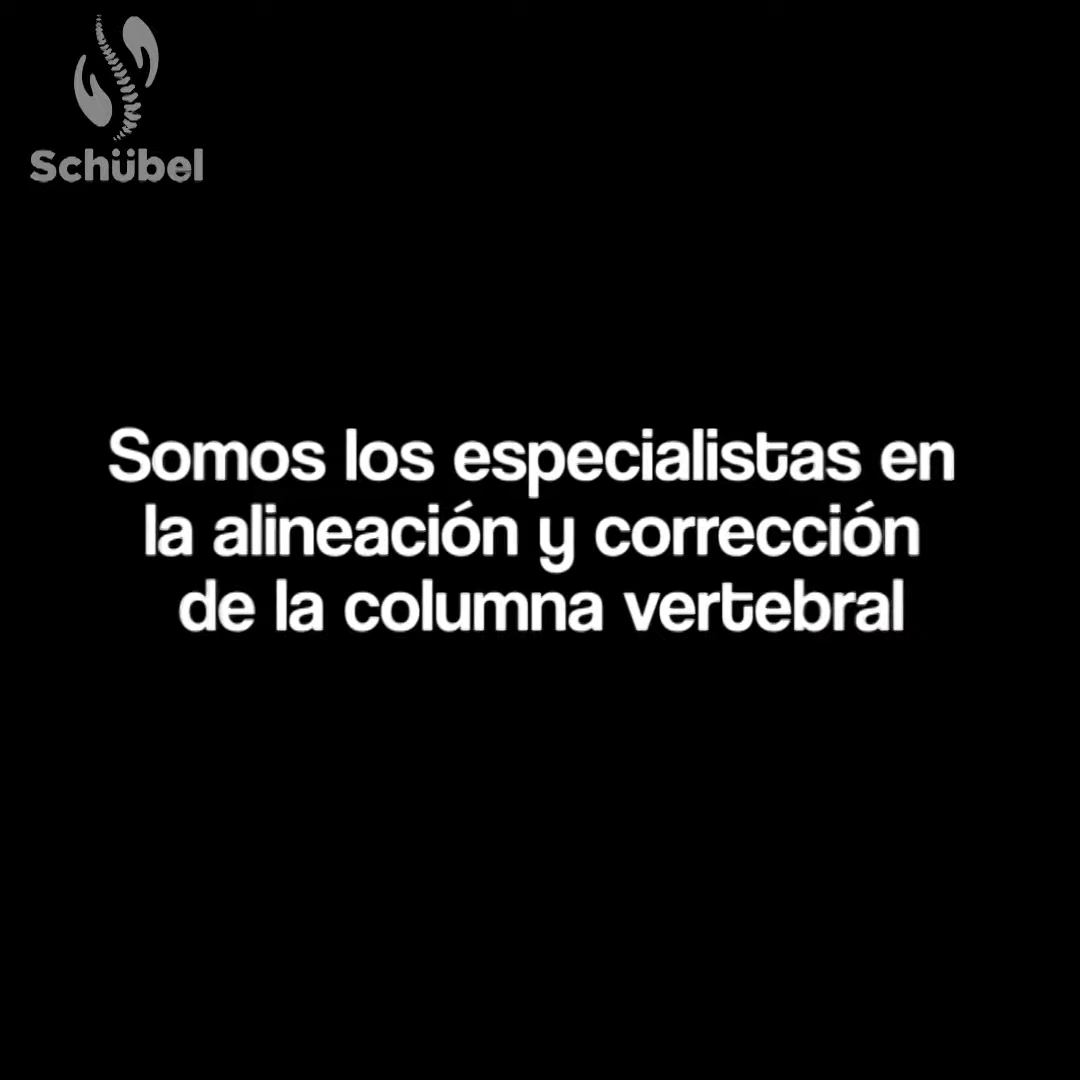 Schübel
Somos los especialistas en
la alineación y corrección
de la columna vertebral